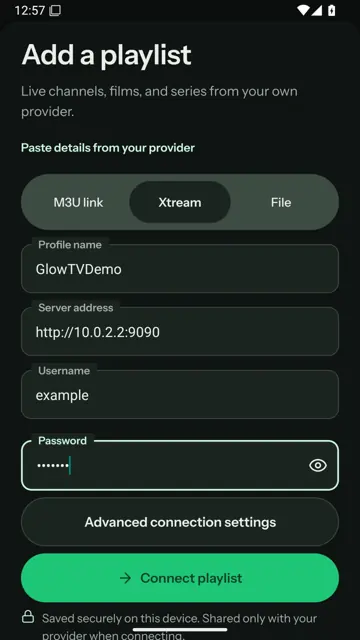 12:57
Add a playlist
Live channels, films, and series from your own
provider.
Paste details from your provider
M3U link
Xtream
File
Profile name
GlowTVDemo
Server address
http://10.0.2.2:9090
Username
example
Password
•••••••
Advanced connection settings
→ Connect playlist
Saved securely on this device. Shared only with your
provider when connecting.